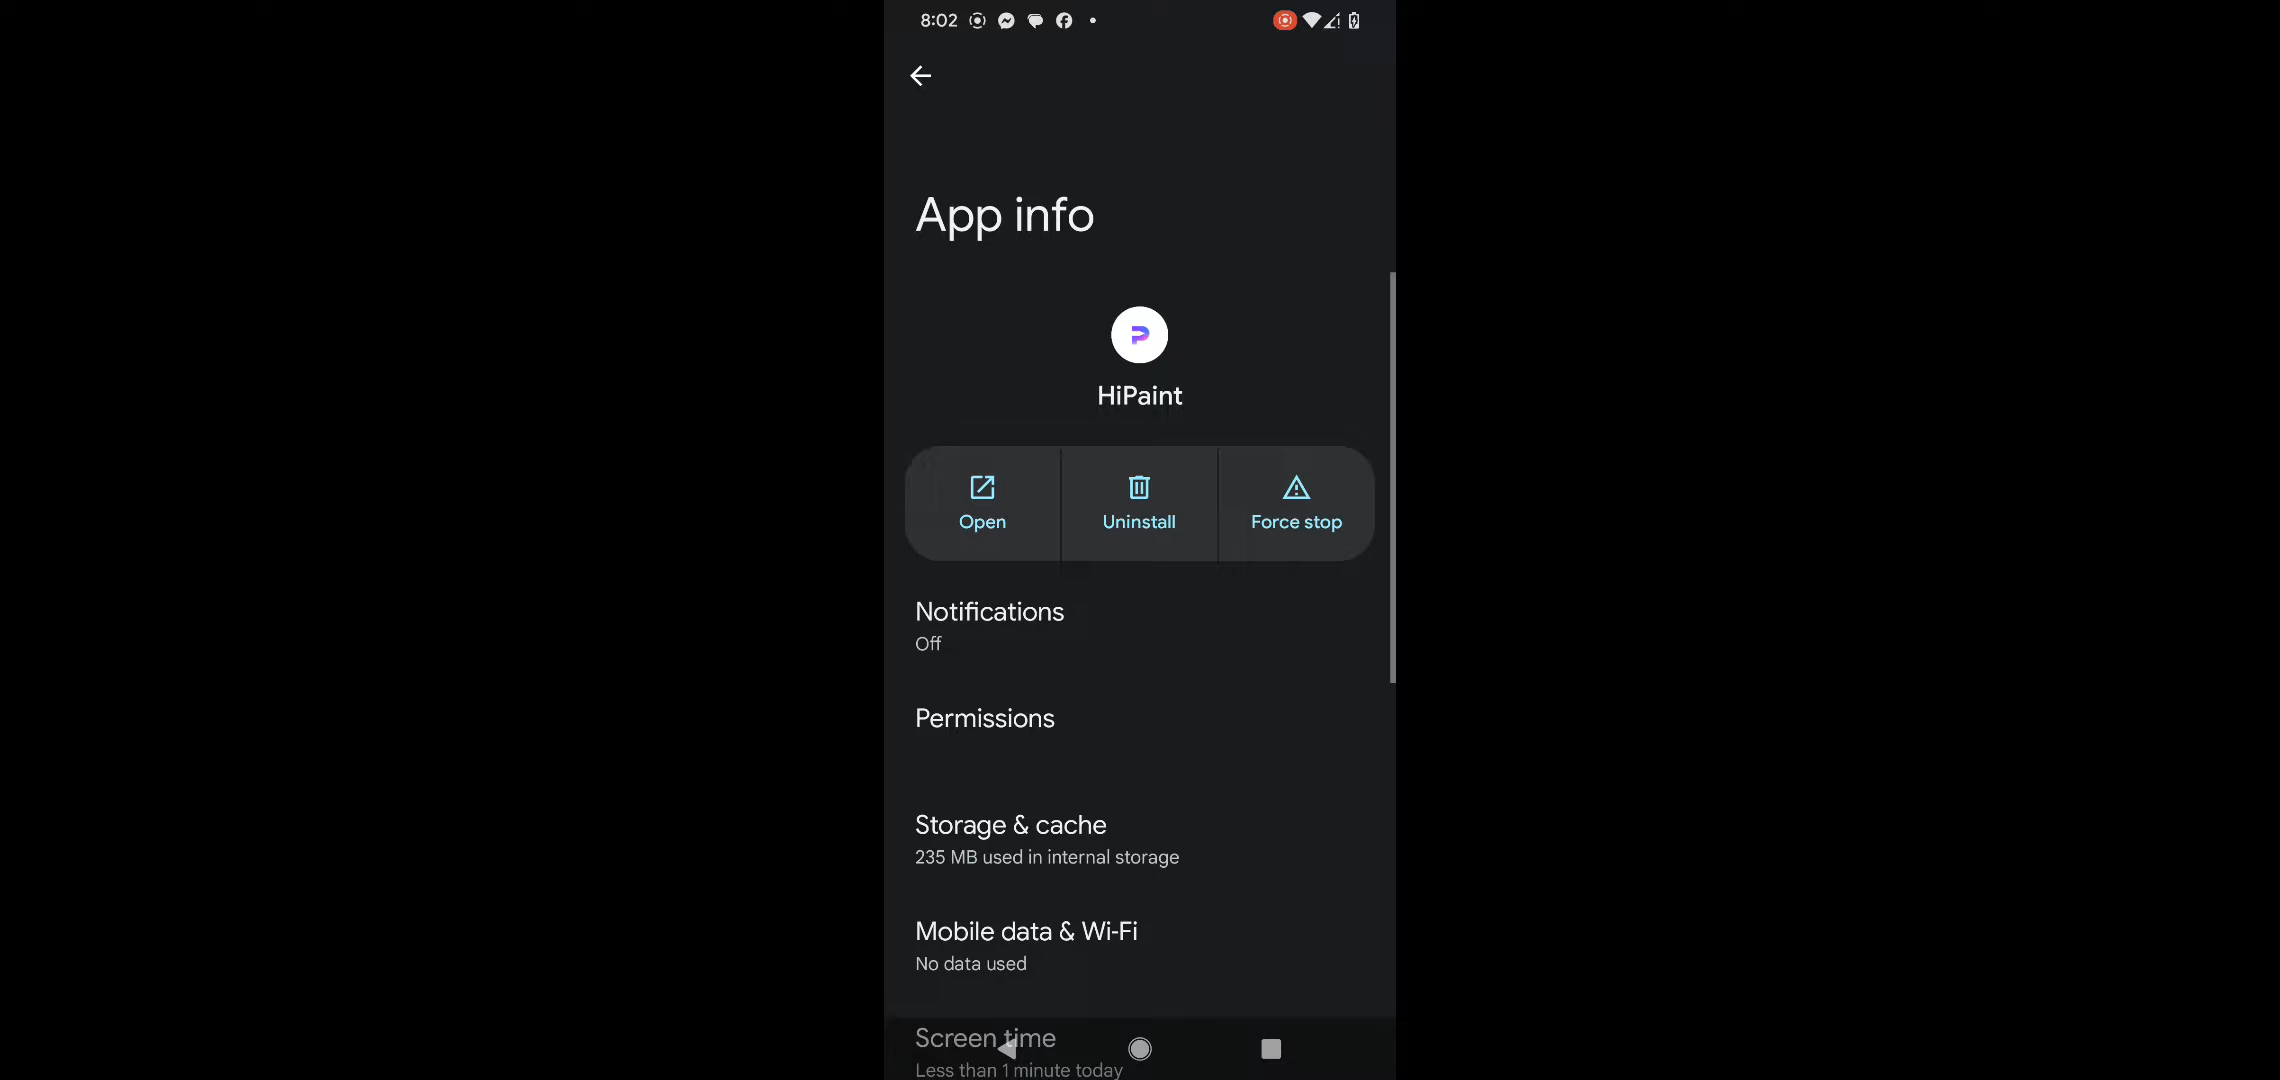 8:02
App info
HiPaint
Open
Uninstall
Force stop
Notifications
Off
Permissions
Storage & cache
235 MB used in internal storage
Mobile data & Wi-Fi
No data used
Screen time
Less than 1 minute today